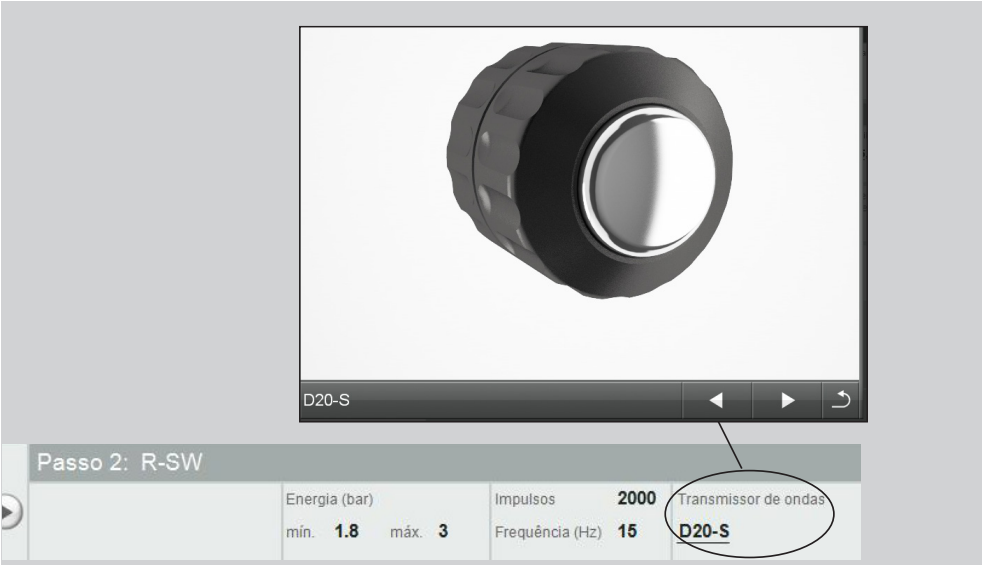 D20-S
Passo 2: R-SW
Energia (bar)
mín. 1.8 máx. 3
Impulsos 2000
Frequência (Hz) 15
Transmissor de ondas
D20-S